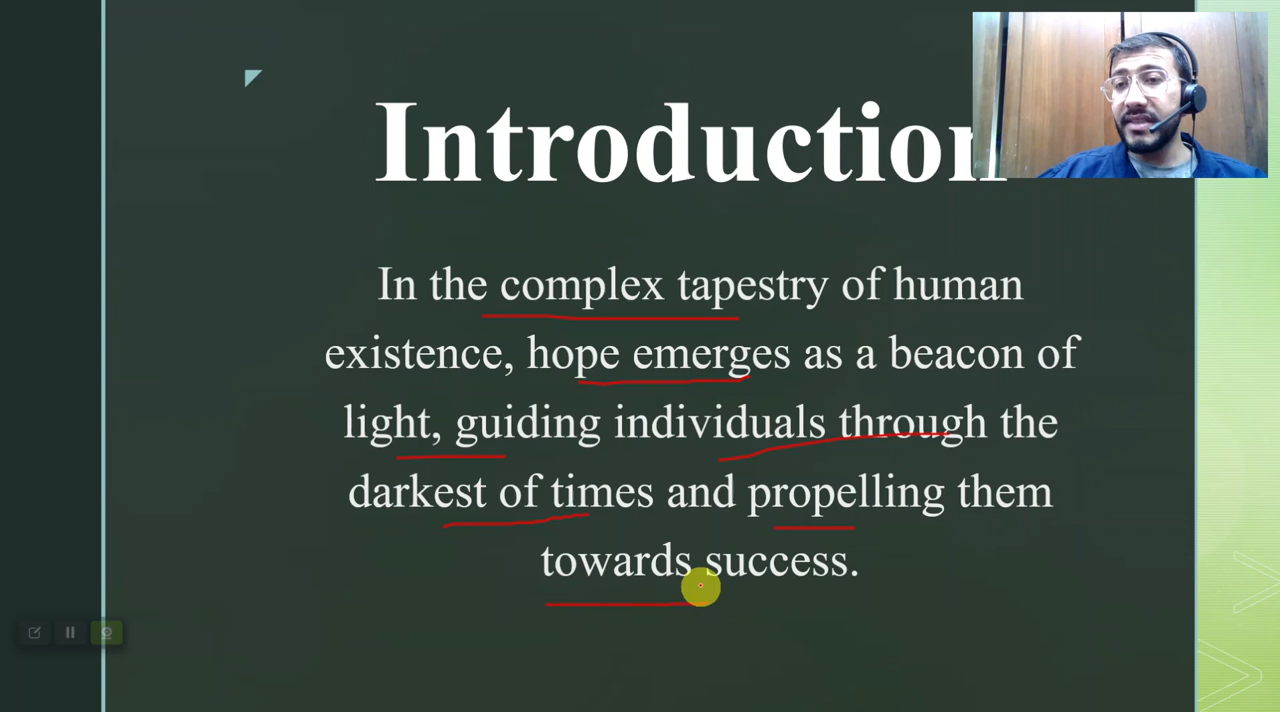 Introduction
In the complex tapestry of human
existence, hope emerges as a beacon of
light, guiding individuals through the
darkest of times and propelling them
towards success.